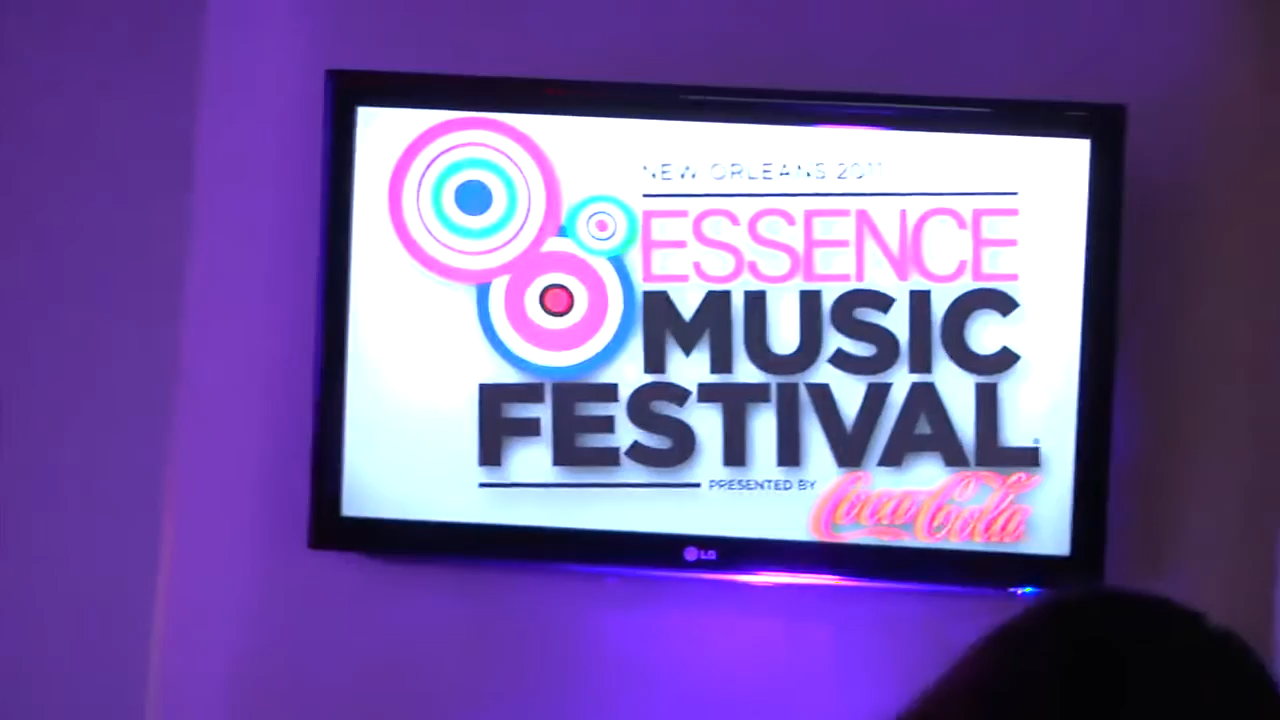 NEW ORLEANS 2011
ESSENCE
MUSIC
FESTIVAL
PRESENTED BY Coca-Cola
LG